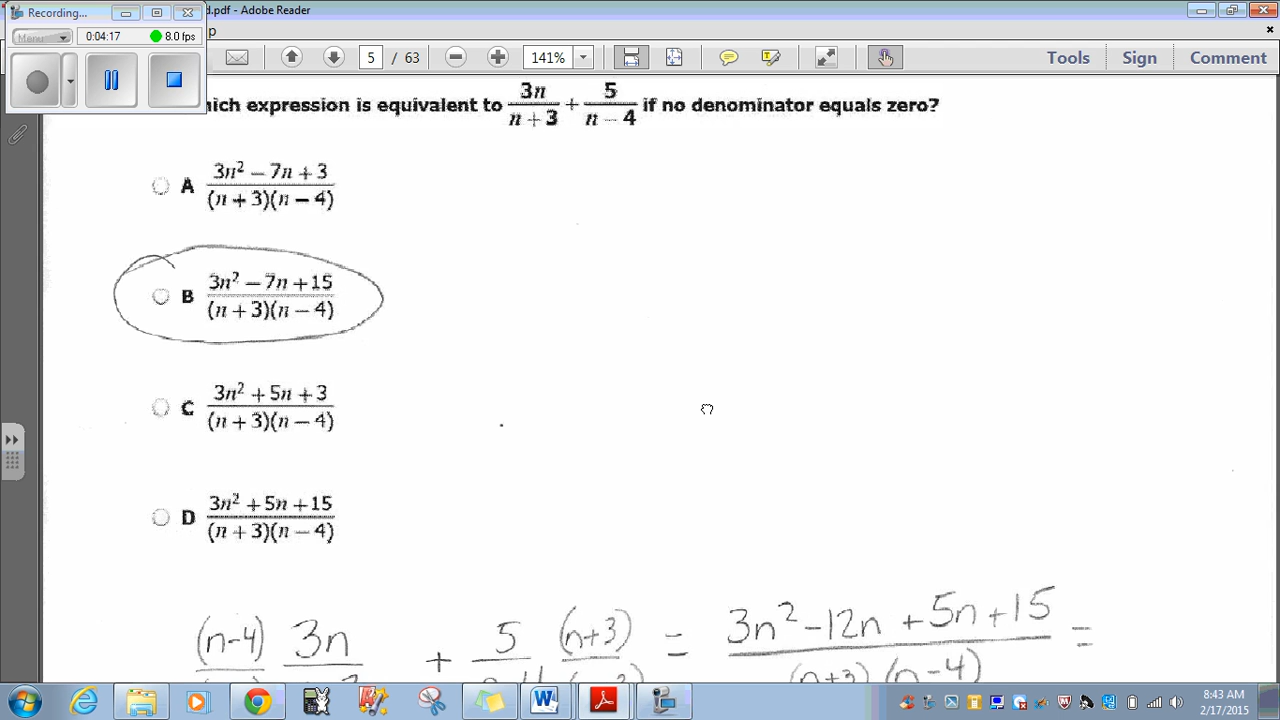 Recording...
d.pdf - Adobe Reader
Menu
0:04:17
8.0 fps
p
5 / 63
141%
Tools
Sign
Comment
hich expression is equivalent to 3n/(n + 3) + 5/(n - 4) if no denominator equals zero?
A
3n² - 7n + 3
(n + 3)(n - 4)
B
3n² - 7n + 15
(n + 3)(n - 4)
C
3n² + 5n + 3
(n + 3)(n - 4)
D
3n² + 5n + 15
(n + 3)(n - 4)
(n-4) 3n + 5 (n+3) = 3n² -12n +5n +15 =
(n+3) (n-4)
8:43 AM
2/17/2015